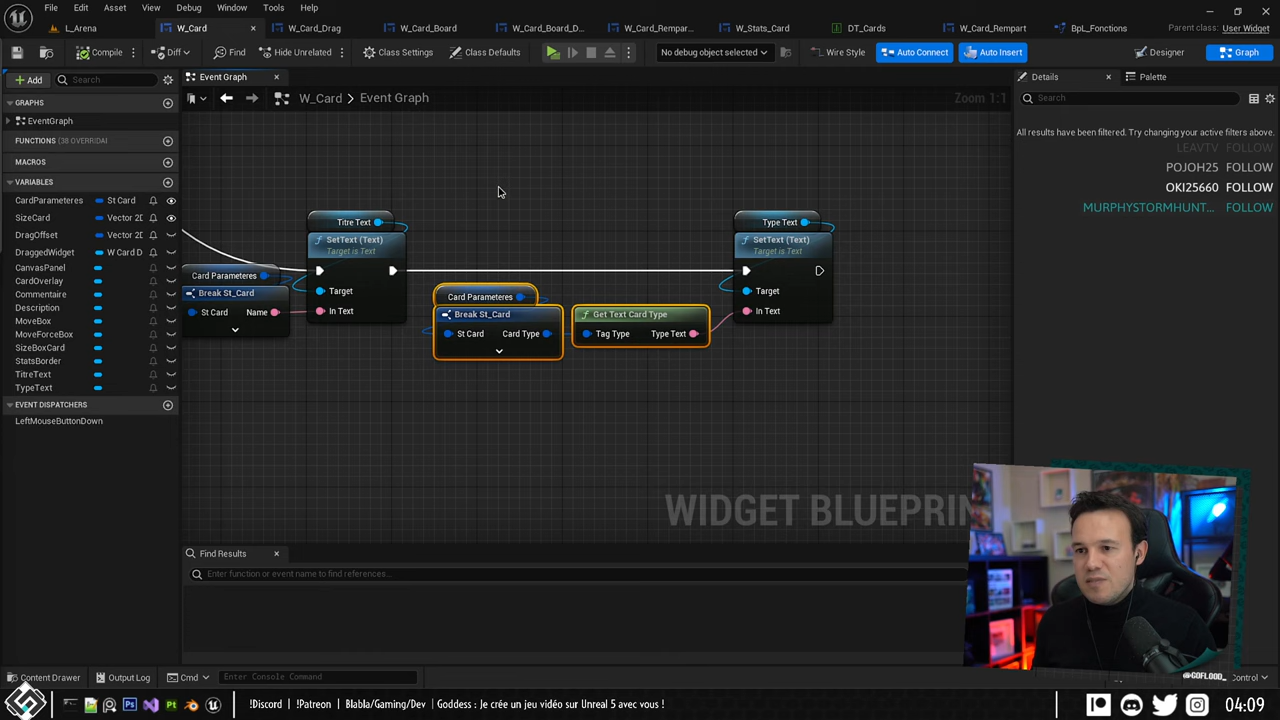 File Edit Asset View Debug Window Tools Help
L_Arena W_Card W_Card_Drag W_Card_Board W_Card_Board_D... W_Card_Rempar... W_Stats_Card DT_Cards W_Card_Rempart BpL_Fonctions Parent class: User Widget
Compile Diff Find Hide Unrelated Class Settings Class Defaults No debug object selected Wire Style Auto Connect Auto Insert Designer Graph
Add Search
Event Graph
W_Card > Event Graph Zoom 1:1
GRAPHS
EventGraph
FUNCTIONS (38 OVERRIDAI
MACROS
VARIABLES
CardParameteres St Card
SizeCard Vector 2D
DragOffset Vector 2D
DraggedWidget W Card D
CanvasPanel
CardOverlay
Commentaire
Description
MoveBox
MoveForceBox
SizeBoxCard
StatsBorder
TitreText
TypeText
EVENT DISPATCHERS
LeftMouseButtonDown
Card Parameteres
Break St_Card
St Card Name
Titre Text
SetText (Text)
Target is Text
Target
In Text
Card Parameteres
Break St_Card
St Card Card Type
Get Text Card Type
Tag Type Type Text
Type Text
SetText (Text)
Target is Text
Target
In Text
WIDGET BLUEPRIN
Details Palette
Search
All results have been filtered. Try changing your active filters above.
LEAVTV FOLLOW
POJOH25 FOLLOW
OKI25660 FOLLOW
MURPHYSTORMHUNT... FOLLOW
Find Results
Enter function or event name to find references...
Content Drawer Output Log Cmd Enter Console Command
ontrol
@GOFLOOD_
!Discord !Patreon Blabla/Gaming/Dev Goddess : Je crée un jeu vidéo sur Unreal 5 avec vous ! 04:09